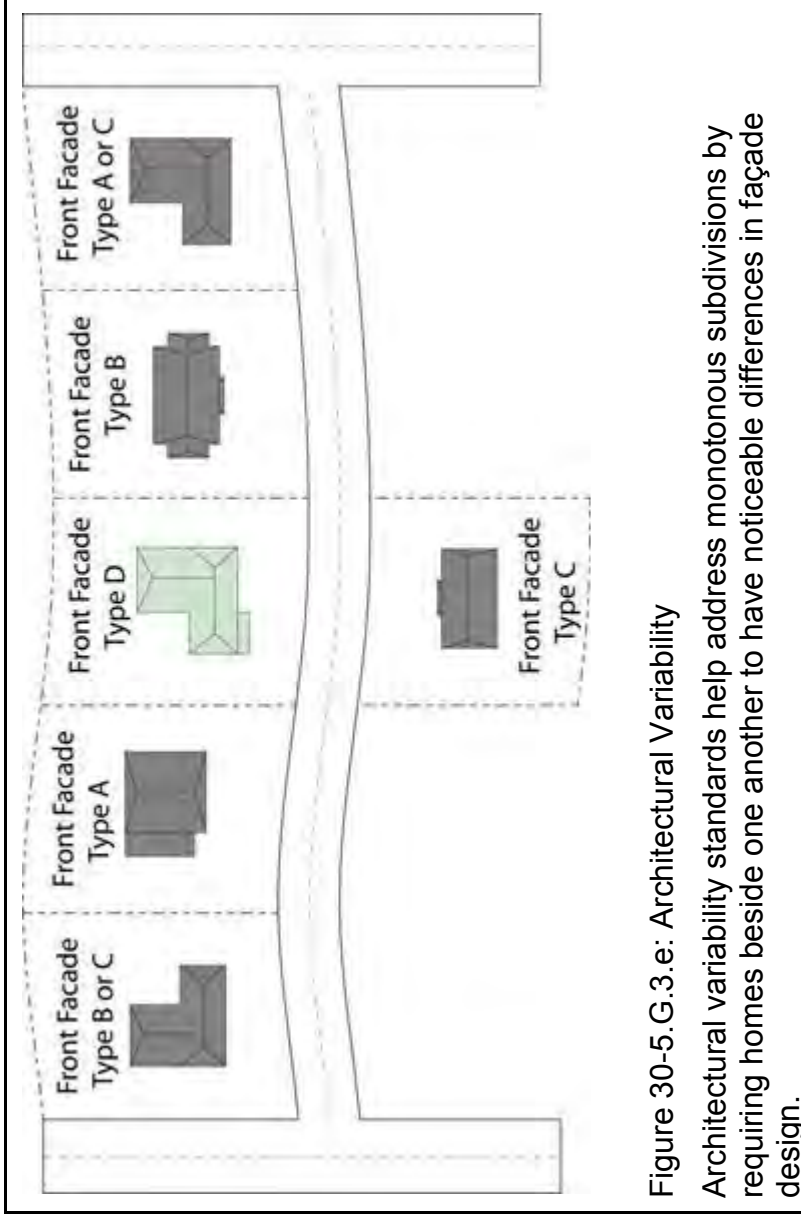 Front Facade
Type B or C
Front Facade
Type A
Front Facade
Type D
Front Facade
Type B
Front Facade
Type A or C
Front Facade
Type C
Figure 30-5.G.3.e: Architectural Variability
Architectural variability standards help address monotonous subdivisions by
requiring homes beside one another to have noticeable differences in façade
design.